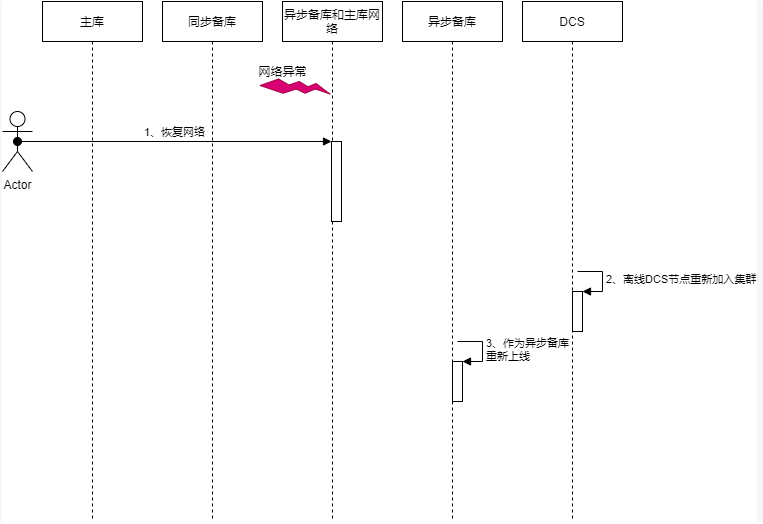 主库
同步备库
异步备库和主库网
络
异步备库
DCS
网络异常
1、恢复网络
Actor
2、离线DCS节点重新加入集群
3、作为异步备库
重新上线